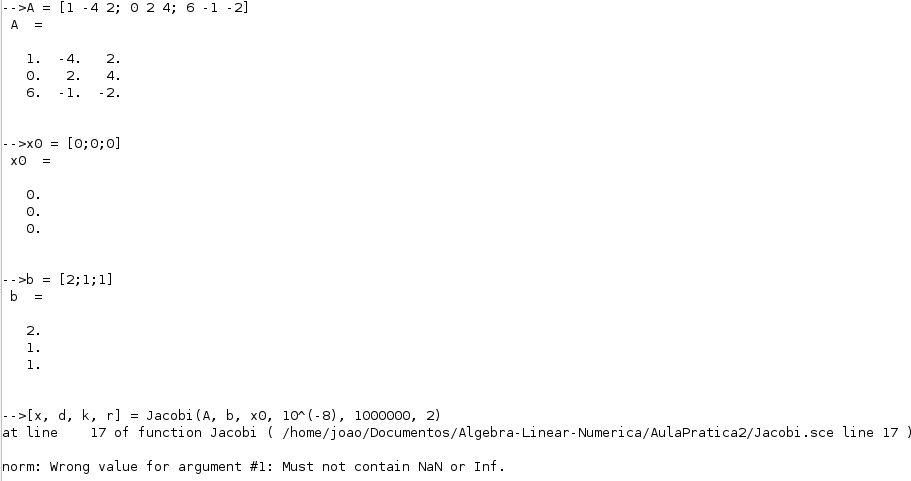 -->A = [1 -4 2; 0 2 4; 6 -1 -2]
A =
1. -4. 2.
0. 2. 4.
6. -1. -2.
-->x0 = [0;0;0]
x0 =
0.
0.
0.
-->b = [2;1;1]
b =
2.
1.
1.
-->[x, d, k, r] = Jacobi(A, b, x0, 10^(-8), 1000000, 2)
at line 17 of function Jacobi ( /home/joao/Documentos/Algebra-Linear-Numerica/AulaPratica2/Jacobi.sce line 17 )
norm: Wrong value for argument #1: Must not contain NaN or Inf.